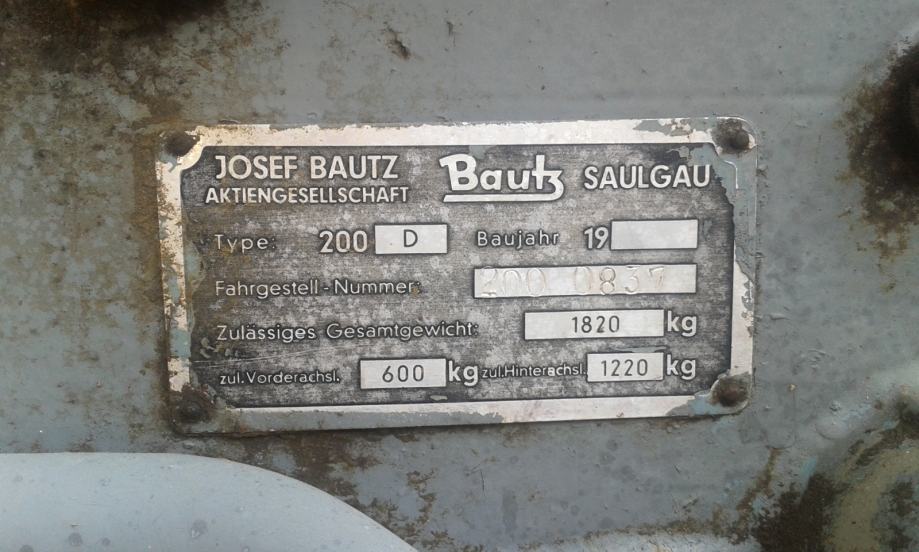 JOSEF BAUTZ Bautz SAULGAU
AKTIENGESELLSCHAFT
Type: 200 D Baujahr 19
Fahrgestell-Nummer: 200 0837
Zulässiges Gesamtgewicht: 1820 kg
zul. Vorderachsl. 600 kg zul. Hinterachsl. 1220 kg